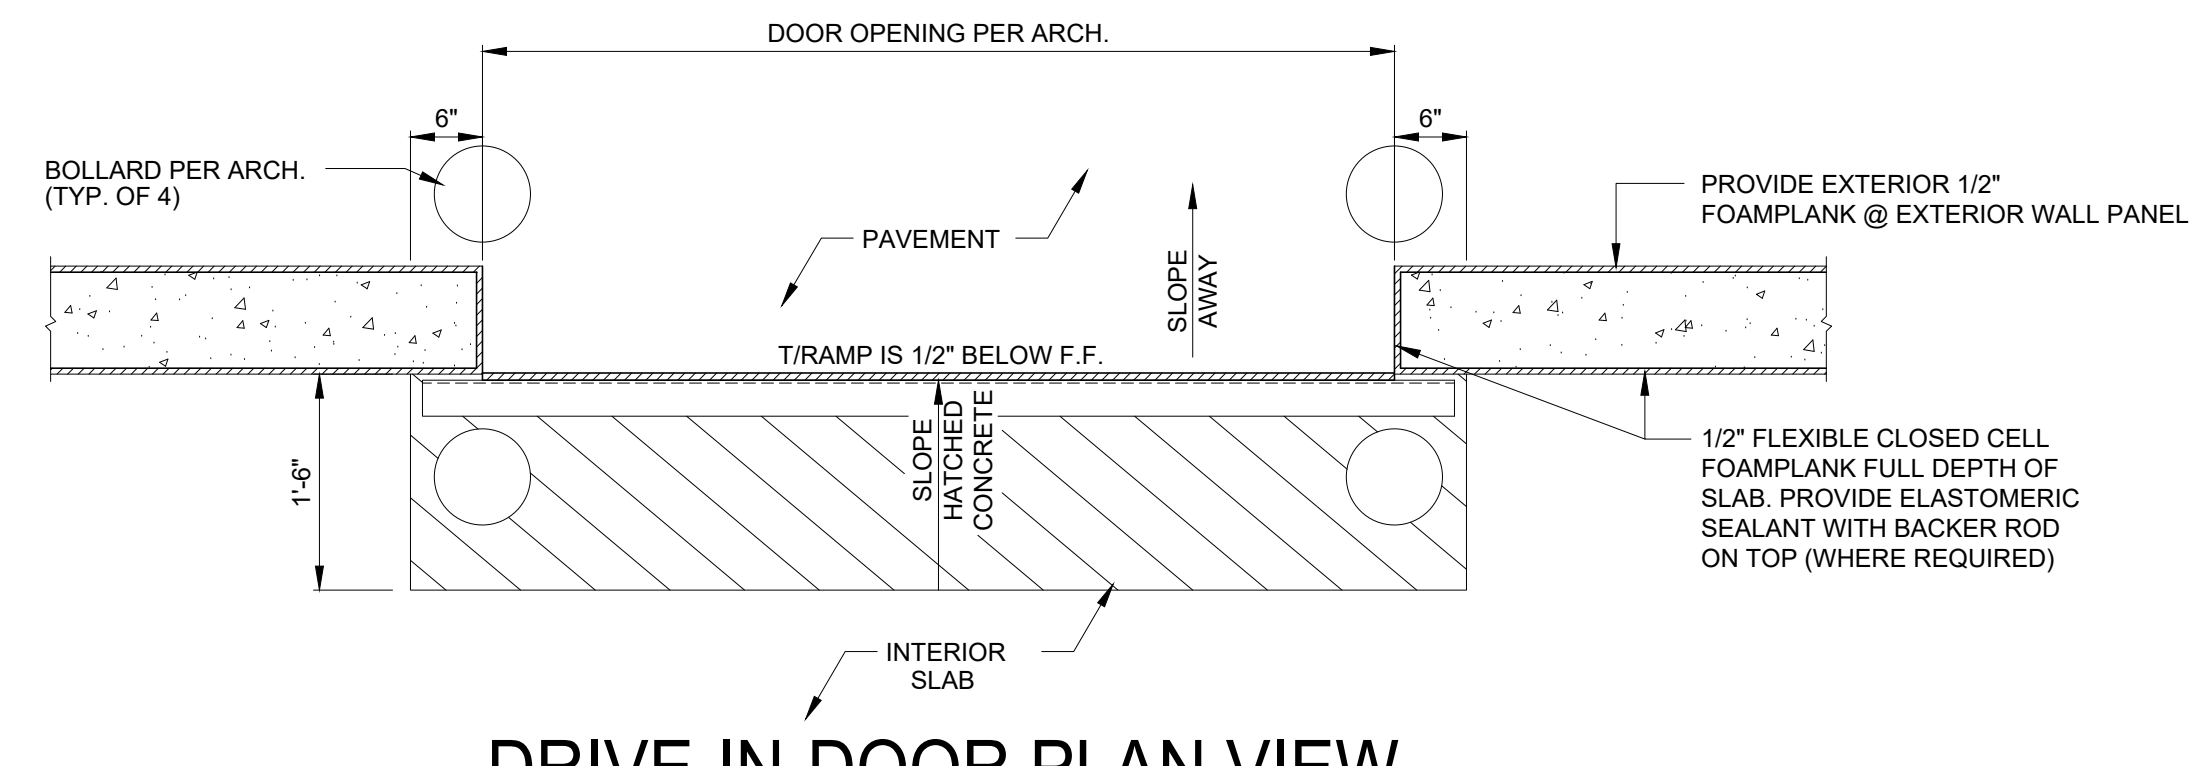 DOOR OPENING PER ARCH.
6"
6"
BOLLARD PER ARCH.
(TYP. OF 4)
PROVIDE EXTERIOR 1/2"
FOAMPLANK @ EXTERIOR WALL PANEL
PAVEMENT
SLOPE
AWAY
T/RAMP IS 1/2" BELOW F.F.
SLOPE
HATCHED
CONCRETE
1'-6"
1/2" FLEXIBLE CLOSED CELL
FOAMPLANK FULL DEPTH OF
SLAB. PROVIDE ELASTOMERIC
SEALANT WITH BACKER ROD
ON TOP (WHERE REQUIRED)
INTERIOR
SLAB
DRIVE-IN DOOR PLAN VIEW